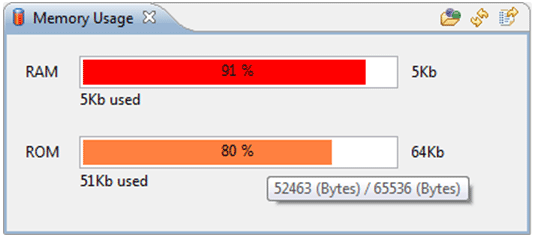 Memory Usage
RAM 91 % 5Kb
5Kb used
ROM 80 % 64Kb
51Kb used
52463 (Bytes) / 65536 (Bytes)